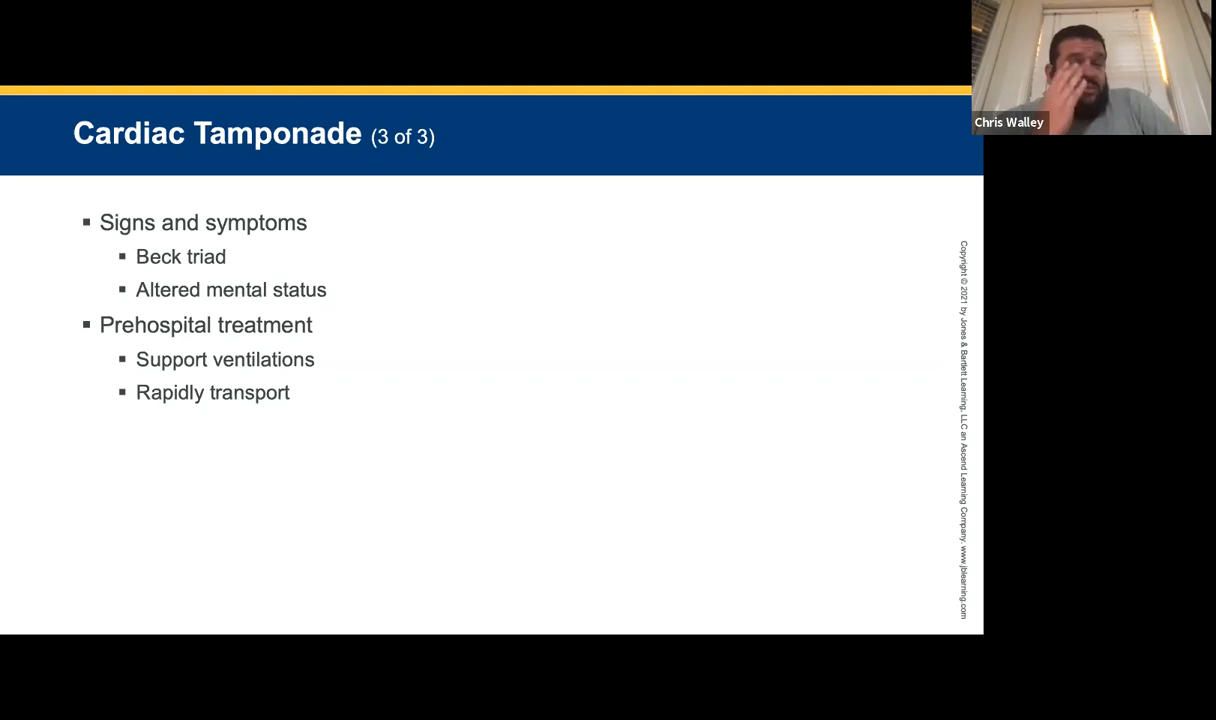 Cardiac Tamponade (3 of 3)
▪ Signs and symptoms
▪ Beck triad
▪ Altered mental status
▪ Prehospital treatment
▪ Support ventilations
▪ Rapidly transport
Copyright © 2021 by Jones & Bartlett Learning, LLC an Ascend Learning Company. www.jblearning.com
Chris Walley